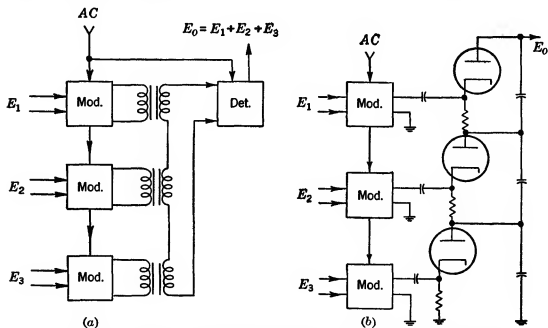 AC
E₀ = E₁+E₂+E₃
Mod.
Det.
E₁
Mod.
E₂
Mod.
E₃
(a)
AC
E₀
Mod.
E₁
Mod.
E₂
Mod.
E₃
(b)